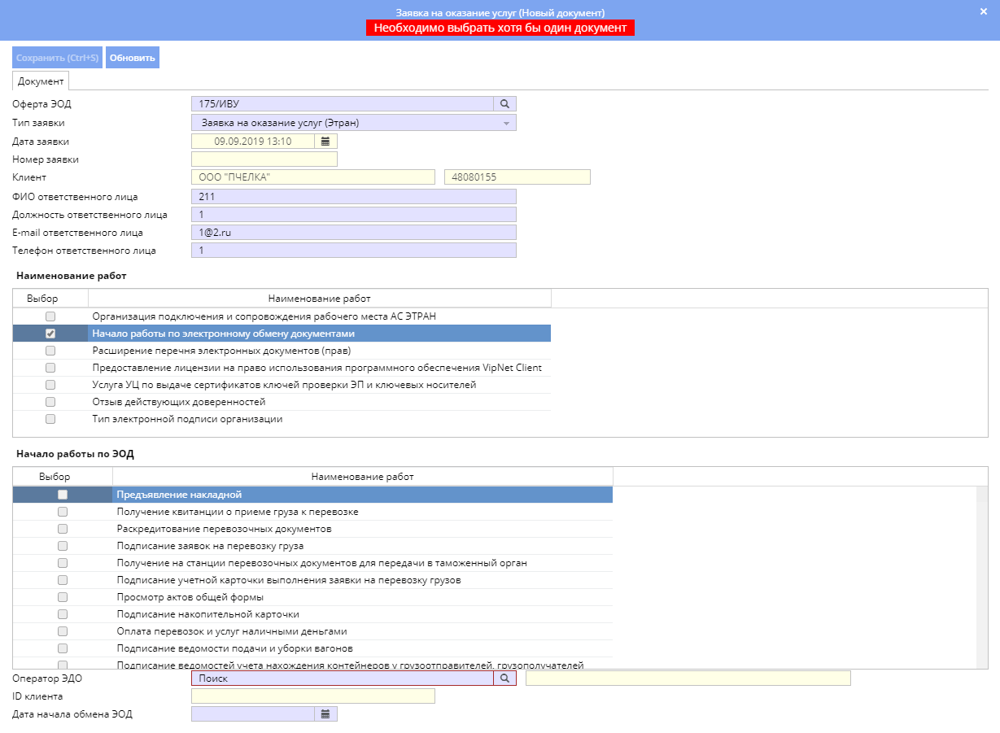 Заявка на оказание услуг (Новый документ)
×
Необходимо выбрать хотя бы один документ
Сохранить (Ctrl+S) Обновить
Документ
Оферта ЭОД 175/ИВУ
Тип заявки Заявка на оказание услуг (Этран)
Дата заявки 09.09.2019 13:10
Номер заявки
Клиент ООО "ПЧЕЛКА" 48080155
ФИО ответственного лица 211
Должность ответственного лица 1
E-mail ответственного лица 1@2.ru
Телефон ответственного лица 1
Наименование работ
Выбор Наименование работ
Организация подключения и сопровождения рабочего места АС ЭТРАН
Начало работы по электронному обмену документами
Расширение перечня электронных документов (прав)
Предоставление лицензии на право использования программного обеспечения VipNet Client
Услуга УЦ по выдаче сертификатов ключей проверки ЭП и ключевых носителей
Отзыв действующих доверенностей
Тип электронной подписи организации
Начало работы по ЭОД
Выбор Наименование работ
Предъявление накладной
Получение квитанции о приеме груза к перевозке
Раскредитование перевозочных документов
Подписание заявок на перевозку груза
Получение на станции перевозочных документов для передачи в таможенный орган
Подписание учетной карточки выполнения заявки на перевозку грузов
Просмотр актов общей формы
Подписание накопительной карточки
Оплата перевозок и услуг наличными деньгами
Подписание ведомости подачи и уборки вагонов
Подписание ведомостей учета нахождения контейнеров у грузоотправителей, грузополучателей
Оператор ЭДО Поиск
ID клиента
Дата начала обмена ЭОД